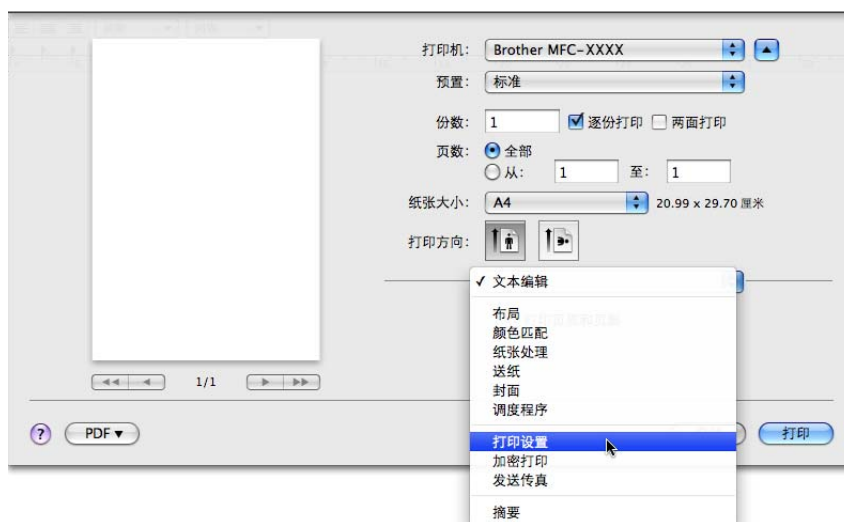 打印机: Brother MFC-XXXX
预置: 标准
份数: 1 逐份打印 两面打印
页数: 全部
从: 1 至: 1
纸张大小: A4 20.99 x 29.70 厘米
打印方向:
✓ 文本编辑
布局
颜色匹配
纸张处理
送纸
封面
调度程序
1/1
? PDF▼ 打印
打印设置
加密打印
发送传真
摘要